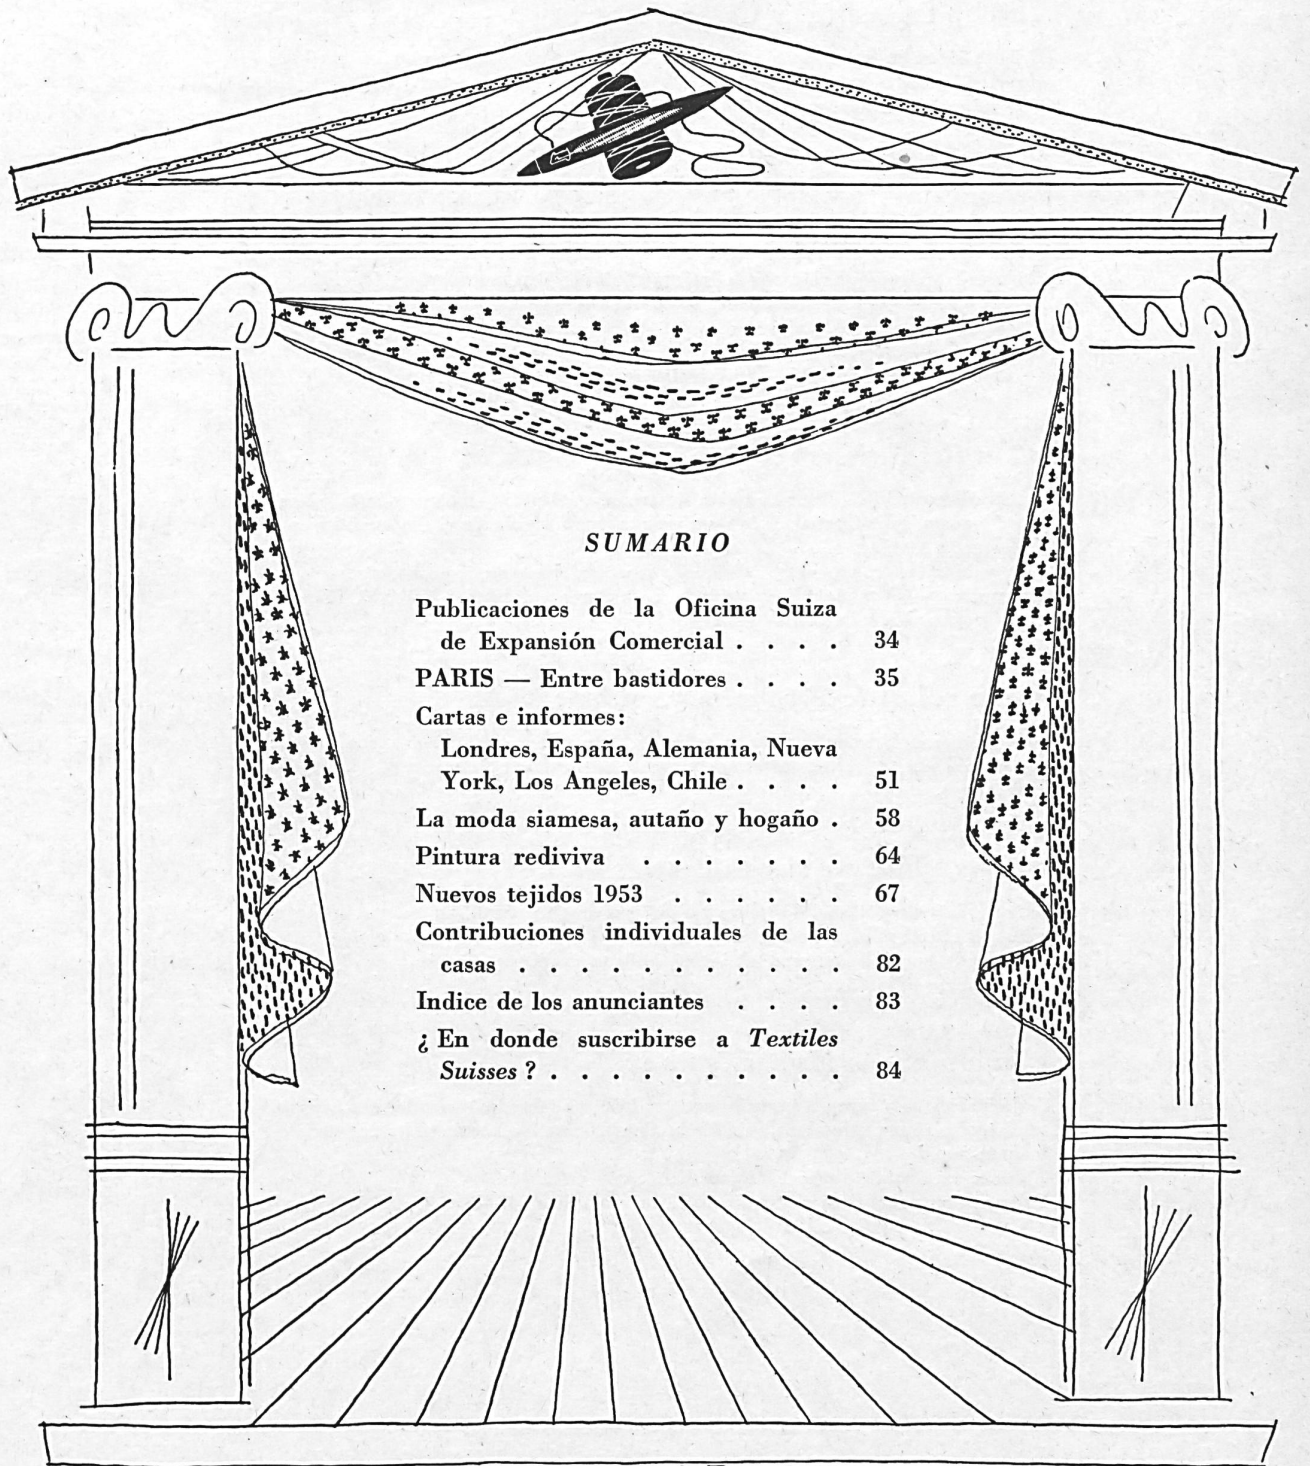 SUMARIO
Publicaciones de la Oficina Suiza
de Expansión Comercial . . . . 34
PARIS — Entre bastidores . . . . 35
Cartas e informes:
Londres, España, Alemania, Nueva
York, Los Angeles, Chile . . . . 51
La moda siamesa, autaño y hogaño . 58
Pintura rediviva . . . . . . . 64
Nuevos tejidos 1953 . . . . . . 67
Contribuciones individuales de las
casas . . . . . . . . . . . 82
Indice de los anunciantes . . . . 83
¿ En donde suscribirse a Textiles
Suisses ? . . . . . . . . . . 84